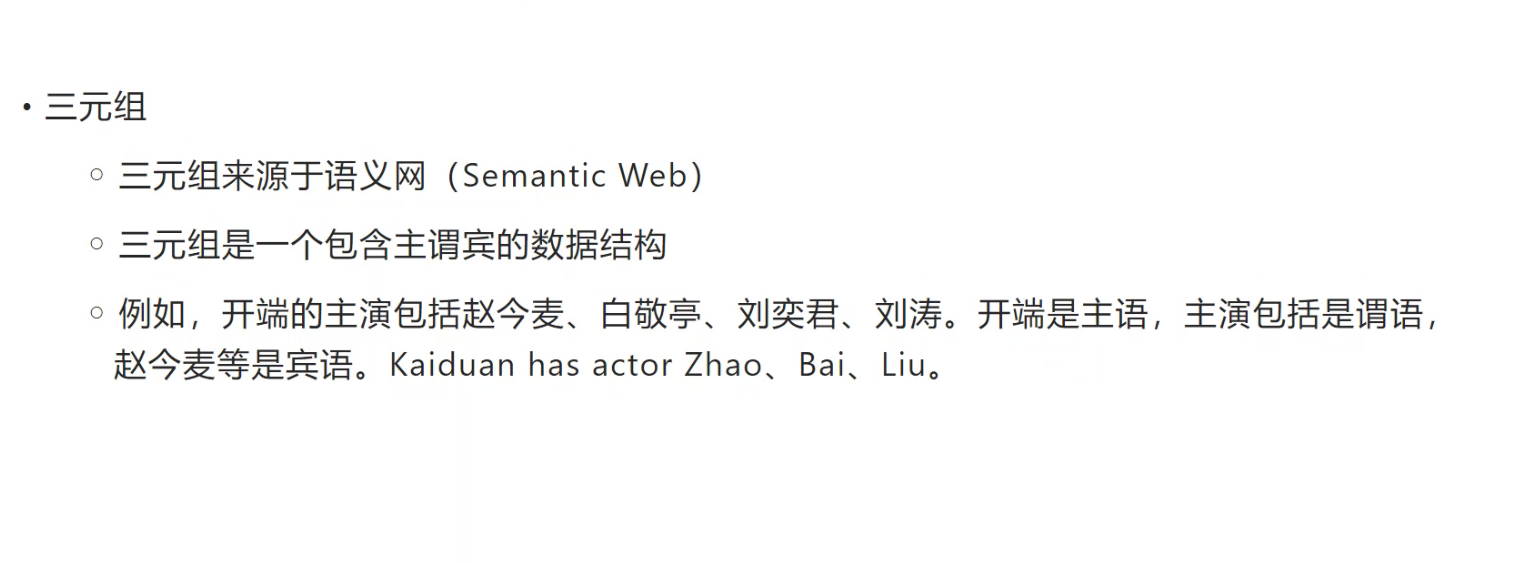 • 三元组
○ 三元组来源于语义网（Semantic Web）
○ 三元组是一个包含主谓宾的数据结构
○ 例如，开端的主演包括赵今麦、白敬亭、刘奕君、刘涛。开端是主语，主演包括是谓语，
赵今麦等是宾语。Kaiduan has actor Zhao、Bai、Liu。